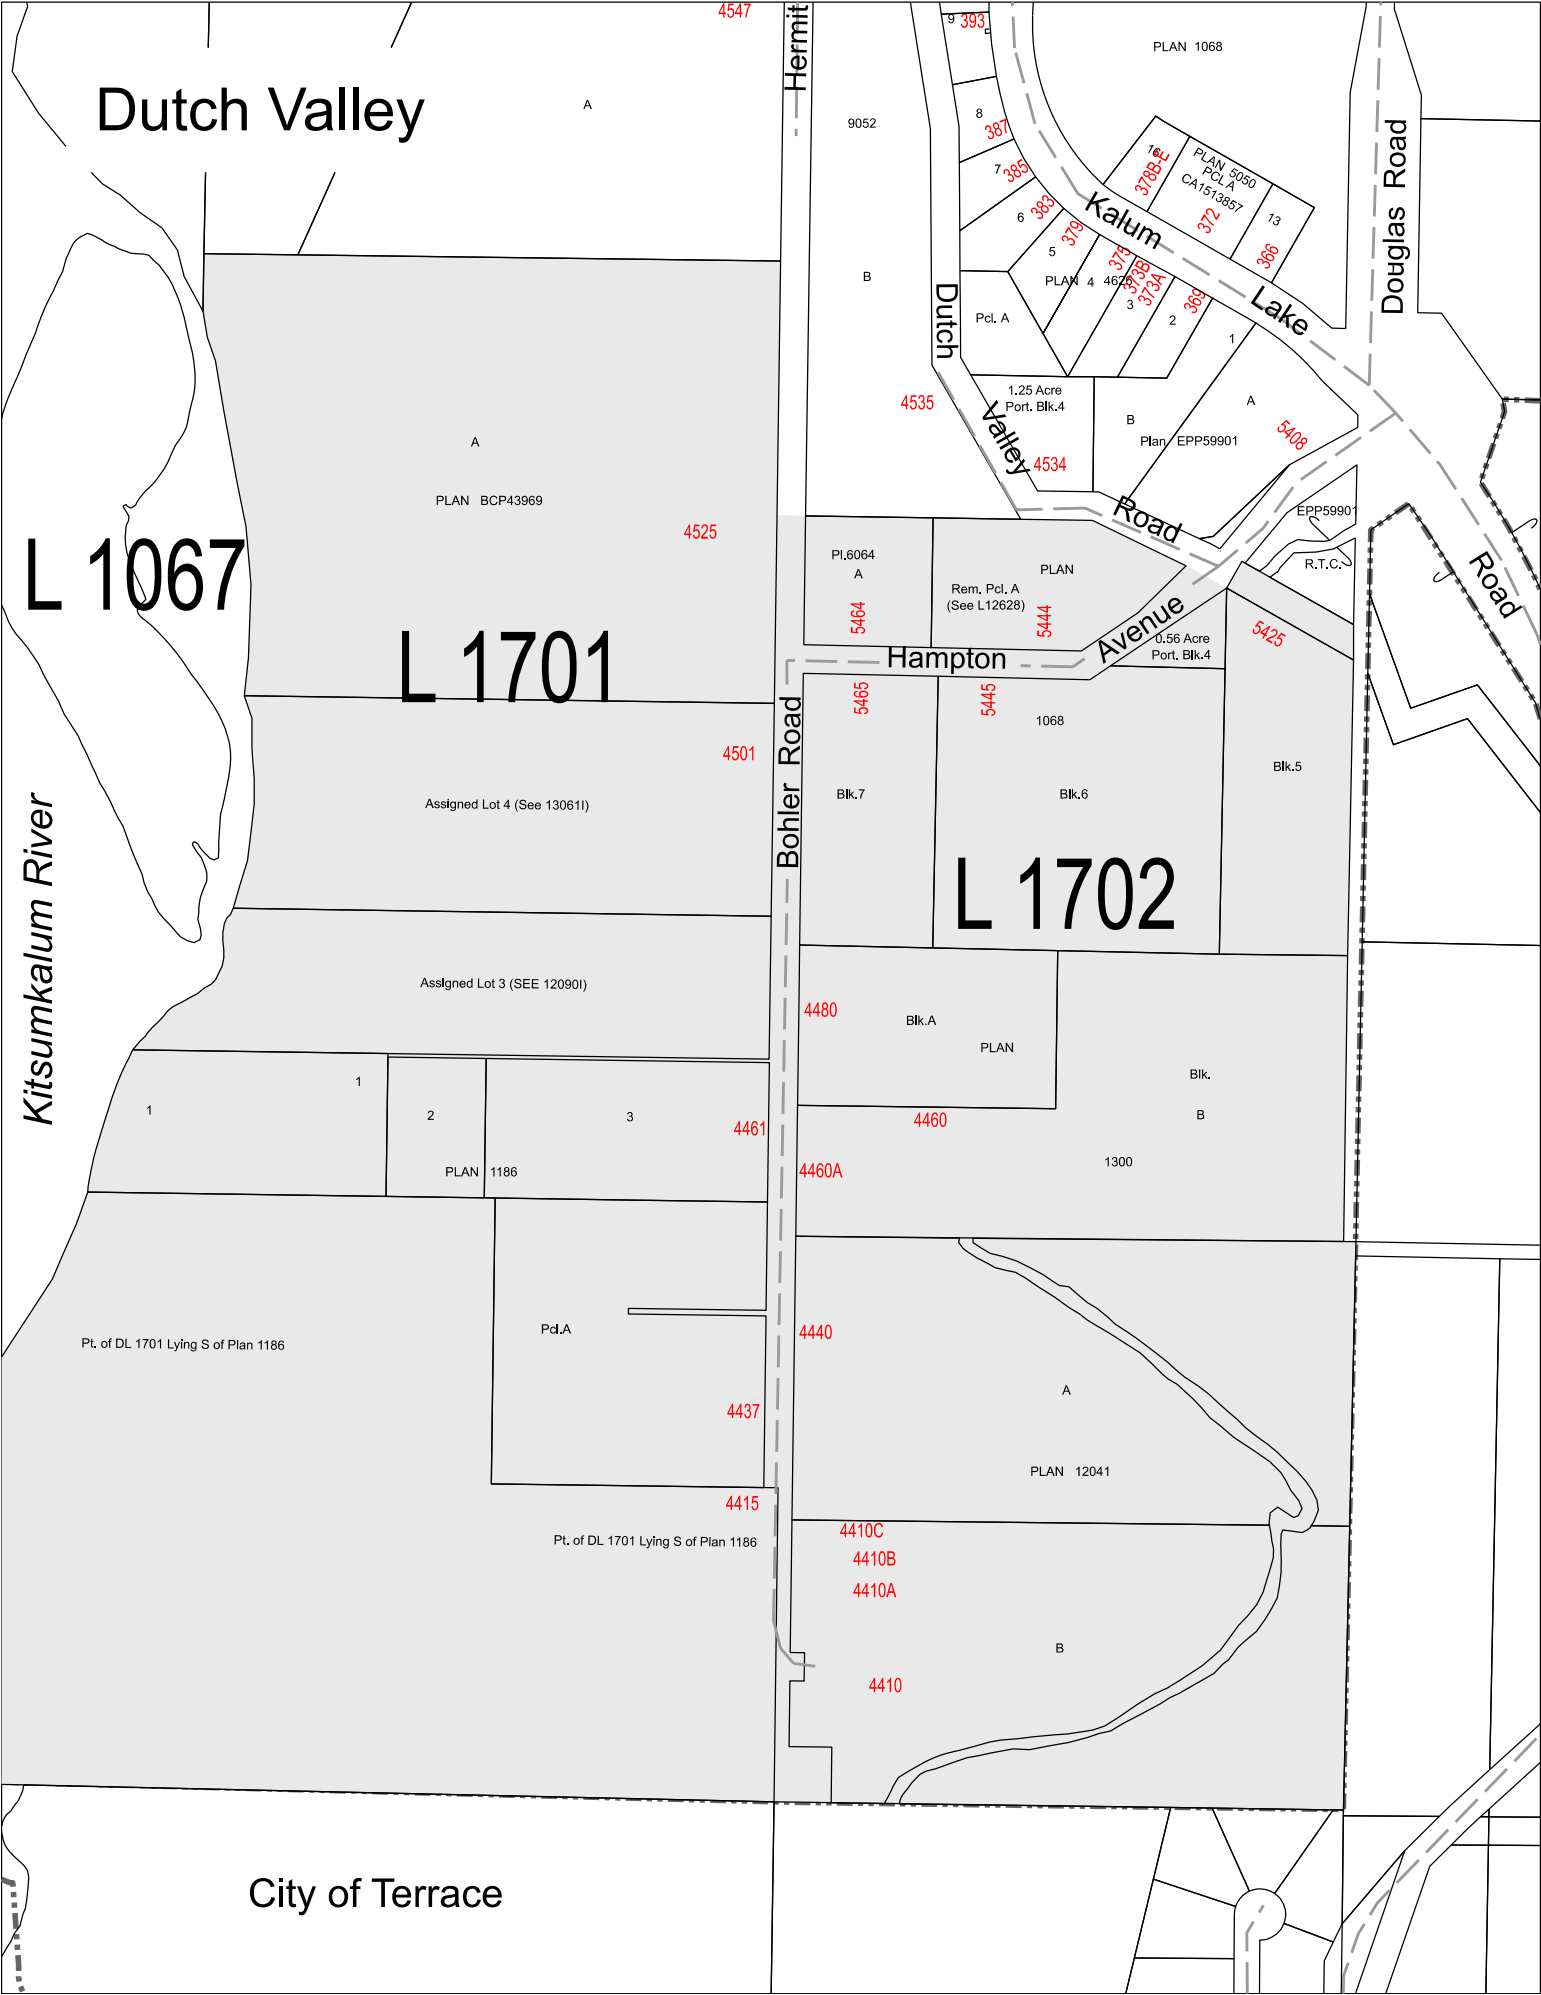 4547
Hermit
9
393
PLAN 1068
Dutch Valley
A
9052
8
387
7
385
16
378B-E
PLAN 5050
PCL A
CA1513857
372
13
366
Douglas Road
6
383
5
379
Kalum
375
373B
373A
369
PLAN
4
4626
3
2
1
Lake
B
Dutch
Pcl. A
4535
1.25 Acre
Port. Blk.4
Valley
4534
B
A
Plan EPP59901
5408
A
PLAN BCP43969
4525
Road
EPP59901
R.T.C.
Road
L 1067
Pl.6064
A
5464
Rem. Pcl. A
(See L12628)
PLAN
5444
Avenue
0.56 Acre
Port. Blk.4
5425
L 1701
Hampton
5465
5445
1068
Bohler Road
4501
Blk.7
Blk.6
Blk.5
Assigned Lot 4 (See 13061I)
L 1702
Kitsumkalum River
Assigned Lot 3 (SEE 12090I)
4480
Blk.A
PLAN
1
1
2
3
4461
PLAN 1186
4460
4460A
Blk.
B
1300
Pt. of DL 1701 Lying S of Plan 1186
Pcl.A
4440
4437
A
PLAN 12041
4415
Pt. of DL 1701 Lying S of Plan 1186
4410C
4410B
4410A
B
4410
City of Terrace